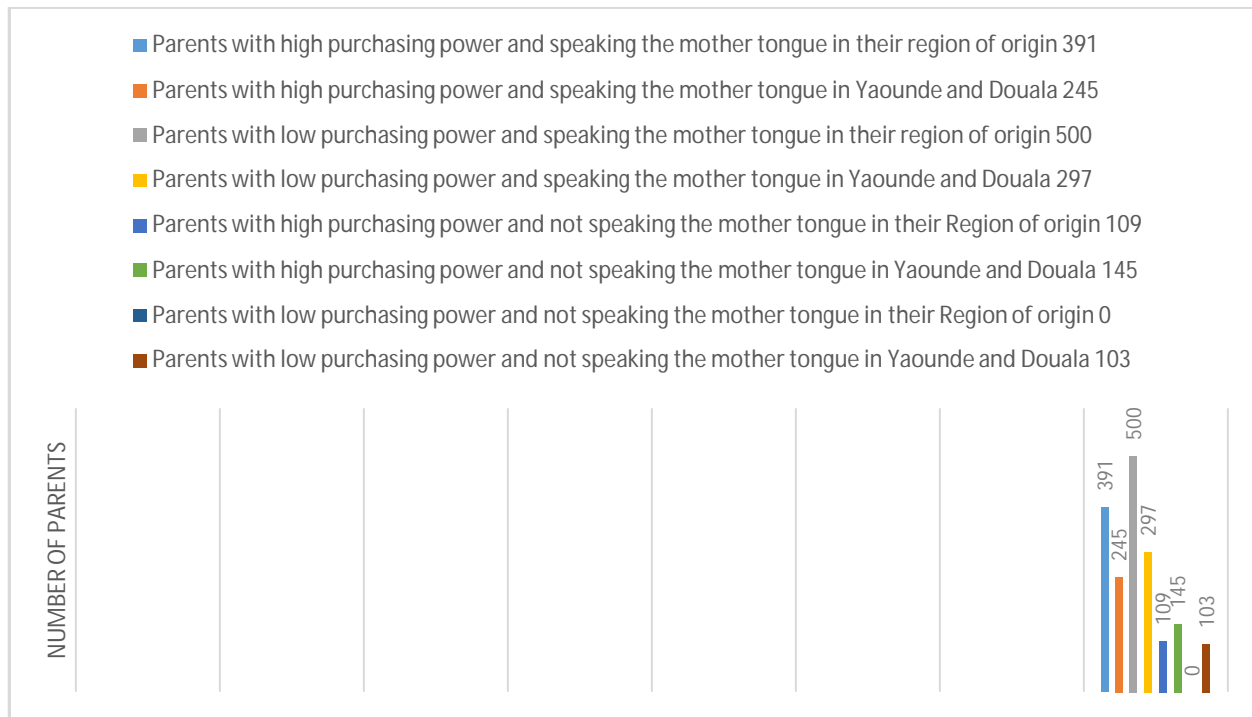 Parents with high purchasing power and speaking the mother tongue in their region of origin 391
Parents with high purchasing power and speaking the mother tongue in Yaounde and Douala 245
Parents with low purchasing power and speaking the mother tongue in their region of origin 500
Parents with low purchasing power and speaking the mother tongue in Yaounde and Douala 297
Parents with high purchasing power and not speaking the mother tongue in their Region of origin 109
Parents with high purchasing power and not speaking the mother tongue in Yaounde and Douala 145
Parents with low purchasing power and not speaking the mother tongue in their Region of origin 0
Parents with low purchasing power and not speaking the mother tongue in Yaounde and Douala 103
NUMBER OF PARENTS
391
245
500
297
109
145
0
103